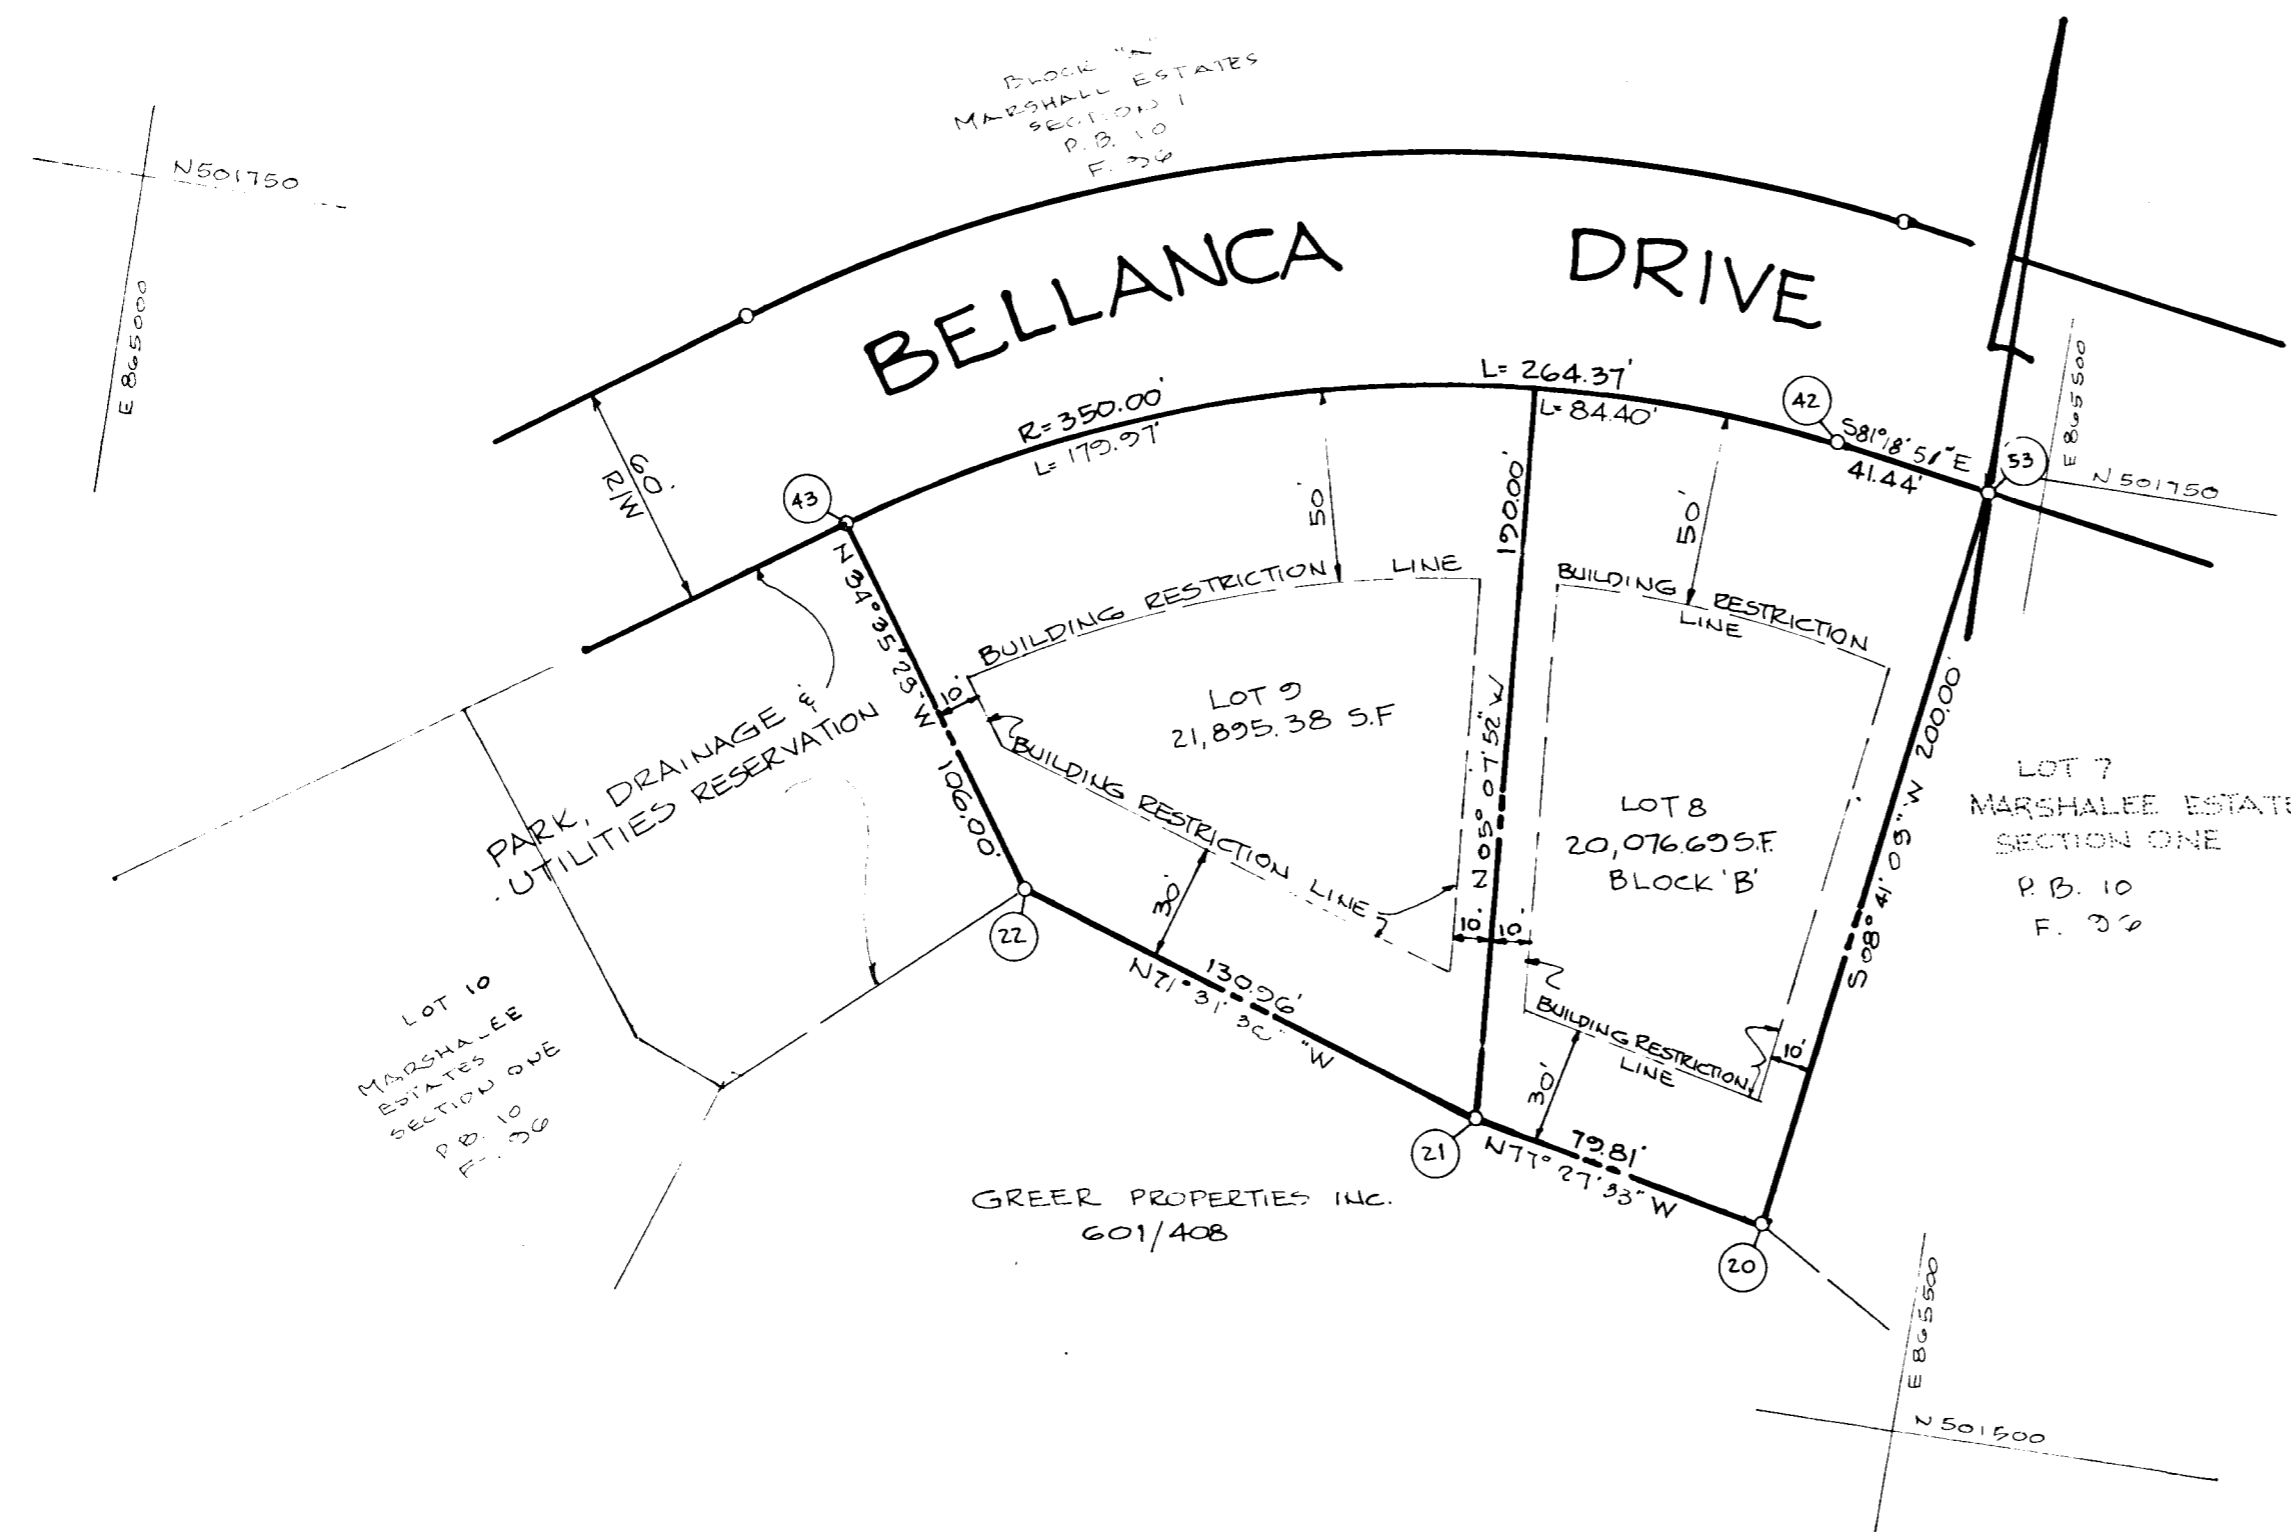 BLOCK "A"
MARSHALL ESTATES
SECTION 1
P.B. 10
F. 96
N501750
E 865000
BELLANCA DRIVE
60'
R/W
R=350.00'
L= 179.97'
L= 264.37'
L=84.40'
42
S81°18'51"E
41.44'
53
E 865500
N 501750
43
N 34°35'29" W
106.00'
50'
190.00'
50'
BUILDING RESTRICTION LINE
BUILDING RESTRICTION
LINE
10'
LOT 9
21,895.38 S.F
BUILDING RESTRICTION LINE
N 05° 07' 52" W
LOT 8
20,076.69 S.F.
BLOCK 'B'
S 08° 41' 09" W 200.00'
LOT 7
MARSHALEE ESTATE
SECTION ONE
P.B. 10
F. 96
PARK, DRAINAGE &
UTILITIES RESERVATION
30'
10'
10'
22
130.96'
N71°31'30"W
BUILDING RESTRICTION
LINE
10'
30'
LOT 10
MARSHALEE
ESTATES
SECTION ONE
P.B. 10
F. 96
21
79.81'
N77°27'33"W
20
GREER PROPERTIES INC.
601/408
E 865500
N 501500